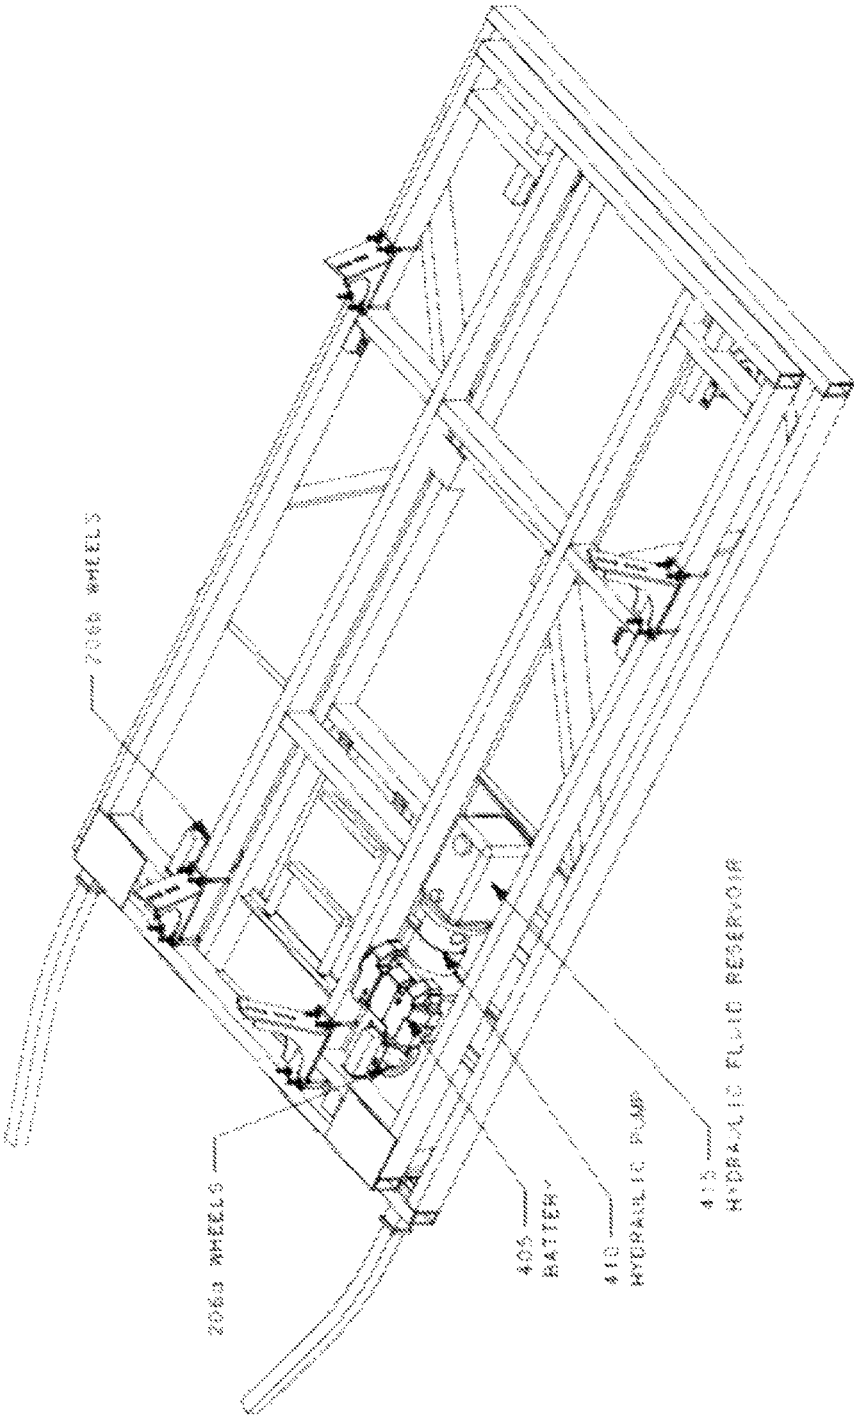 206b WHEELS
206a WHEELS
405
BATTERY
410
HYDRAULIC PUMP
415
HYDRAULIC FLUID RESERVOIR